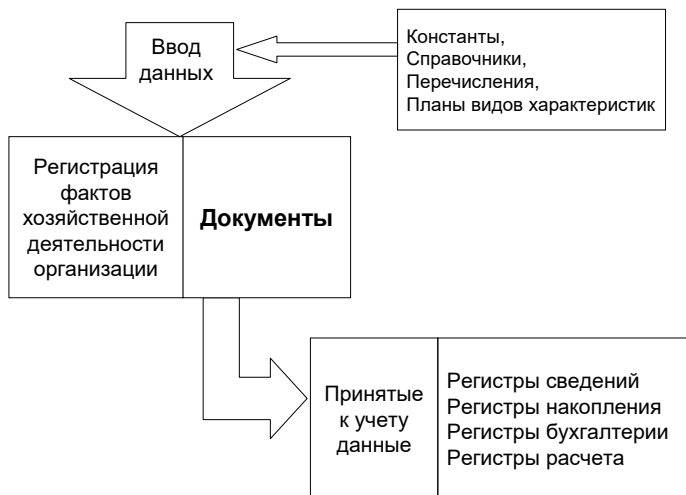 Ввод
данных
Константы,
Справочники,
Перечисления,
Планы видов характеристик
Регистрация
фактов
хозяйственной
деятельности
организации
Документы
Принятые
к учету
данные
Регистры сведений
Регистры накопления
Регистры бухгалтерии
Регистры расчета